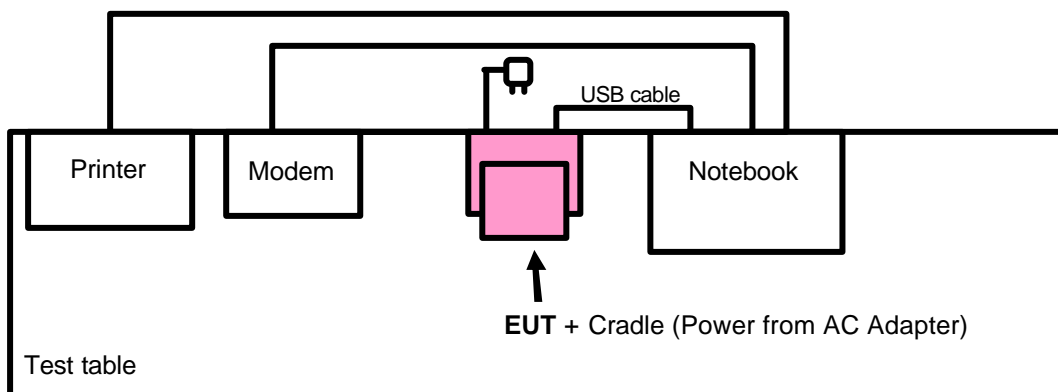 USB cable
Printer
Modem
Notebook
EUT + Cradle (Power from AC Adapter)
Test table